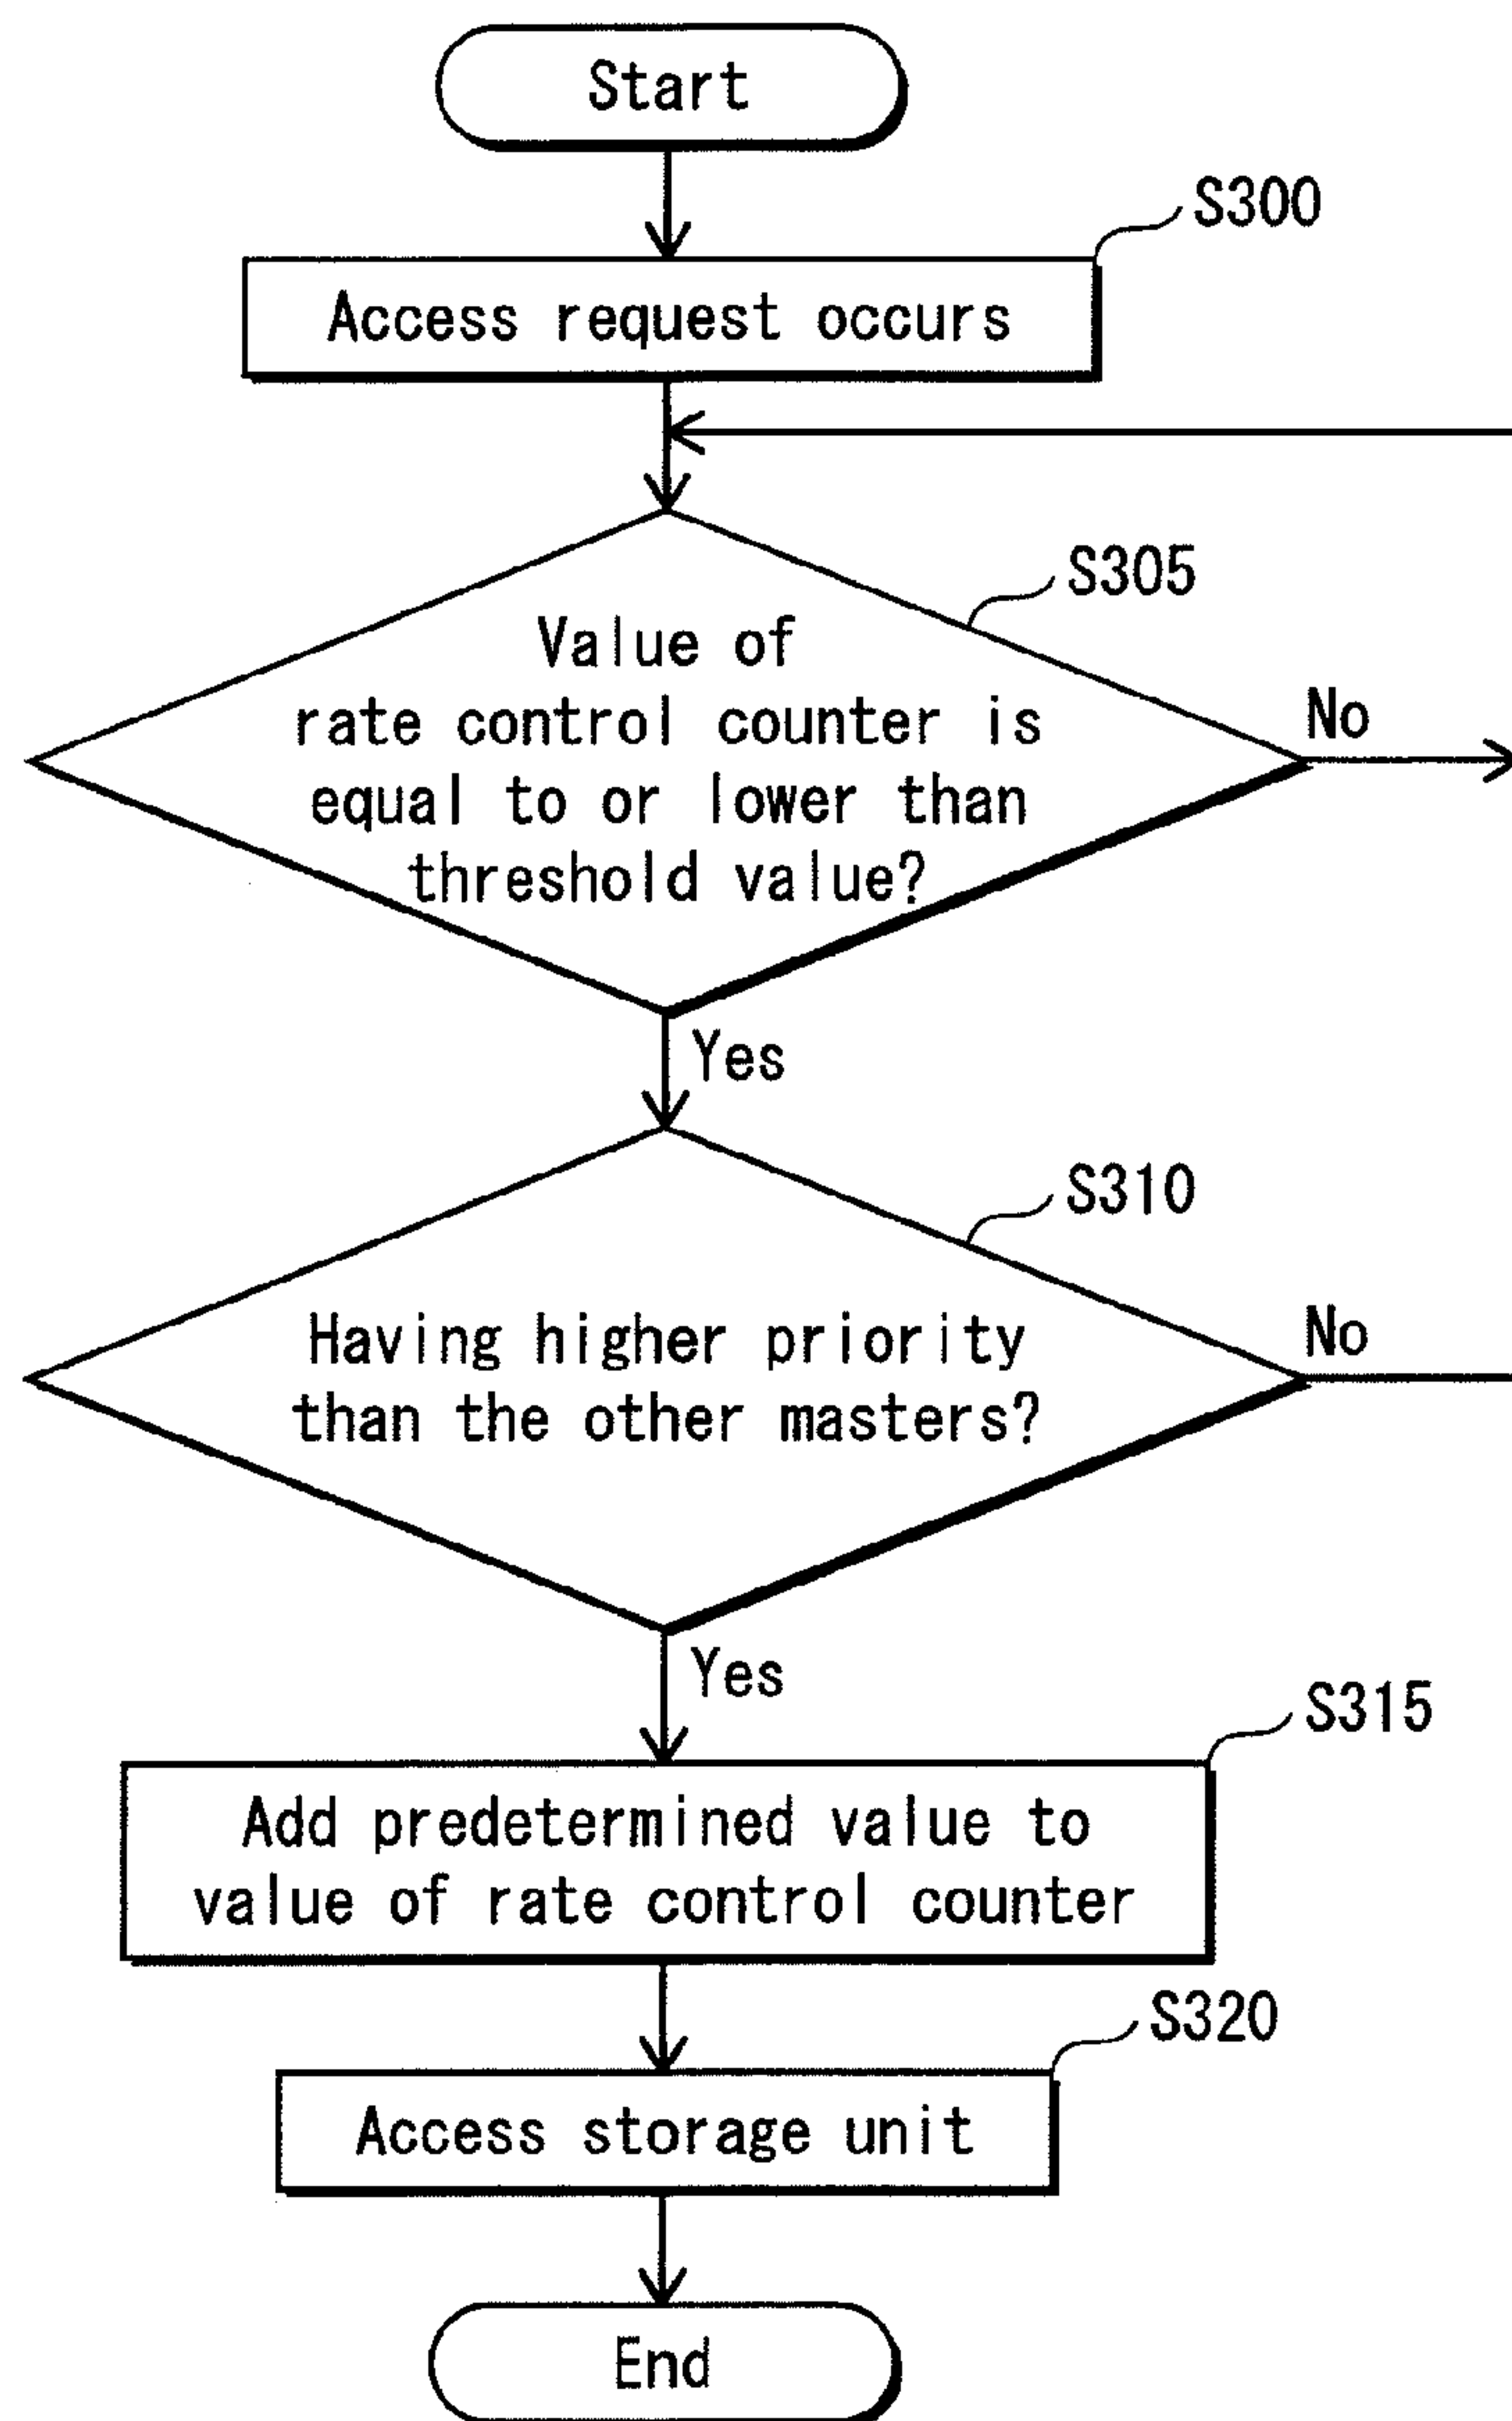 Start
S300
Access request occurs
S305
Value of
rate control counter is
equal to or lower than
threshold value?
No
Yes
S310
Having higher priority
than the other masters?
No
Yes
S315
Add predetermined value to
value of rate control counter
S320
Access storage unit
End